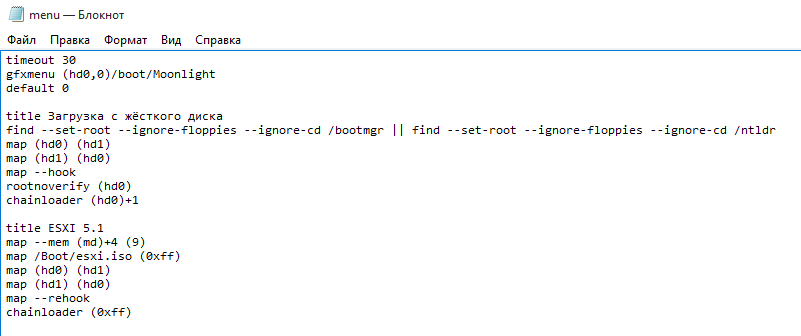 menu — Блокнот
Файл Правка Формат Вид Справка
timeout 30
gfxmenu (hd0,0)/boot/Moonlight
default 0
title Загрузка с жёсткого диска
find --set-root --ignore-floppies --ignore-cd /bootmgr || find --set-root --ignore-floppies --ignore-cd /ntldr
map (hd0) (hd1)
map (hd1) (hd0)
map --hook
rootnoverify (hd0)
chainloader (hd0)+1
title ESXI 5.1
map --mem (md)+4 (9)
map /Boot/esxi.iso (0xff)
map (hd0) (hd1)
map (hd1) (hd0)
map --rehook
chainloader (0xff)